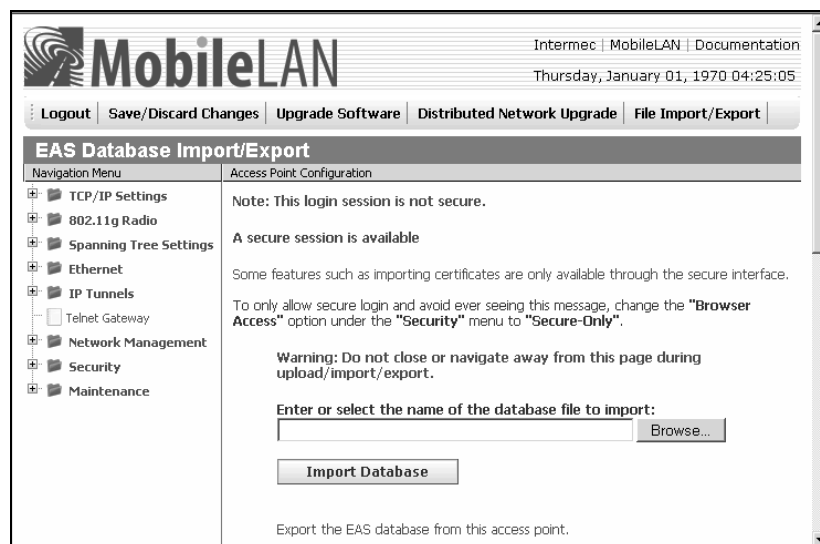 MobileLAN
Intermec | MobileLAN | Documentation
Thursday, January 01, 1970 04:25:05
Logout | Save/Discard Changes | Upgrade Software | Distributed Network Upgrade | File Import/Export |
EAS Database Import/Export
Navigation Menu
Access Point Configuration
TCP/IP Settings
802.11g Radio
Spanning Tree Settings
Ethernet
IP Tunnels
Telnet Gateway
Network Management
Security
Maintenance
Note: This login session is not secure.
A secure session is available
Some features such as importing certificates are only available through the secure interface.
To only allow secure login and avoid ever seeing this message, change the "Browser
Access" option under the "Security" menu to "Secure-Only".
Warning: Do not close or navigate away from this page during
upload/import/export.
Enter or select the name of the database file to import:
Browse...
Import Database
Export the EAS database from this access point.